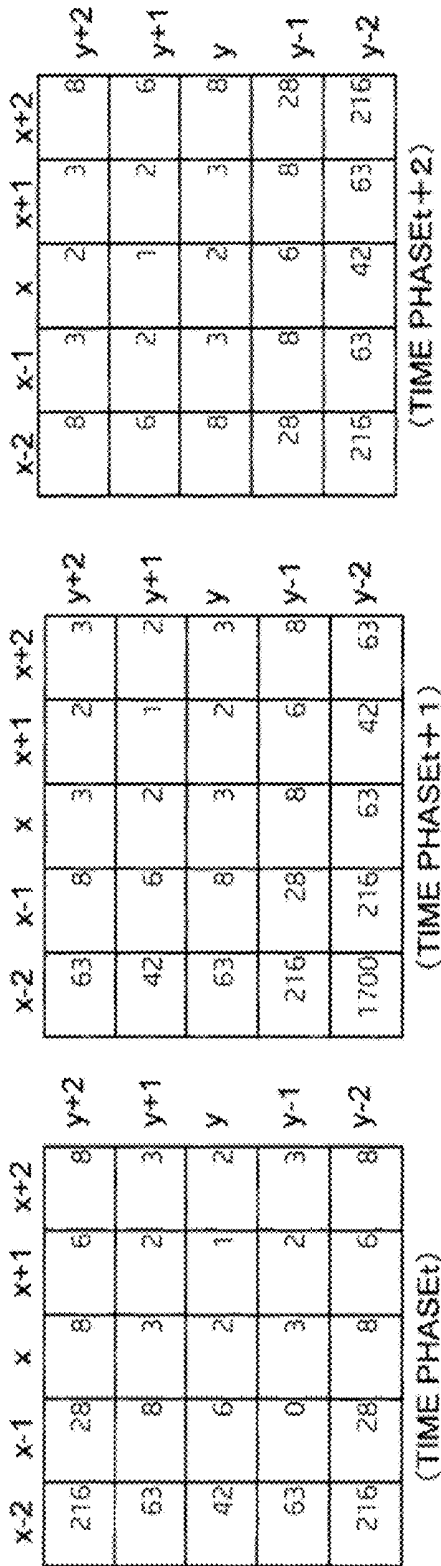 x-2 x-1 x x+1 x+2
216 28 8 6 8 y+2
63 8 3 2 3 y+1
42 6 2 1 2 y
63 0 3 2 3 y-1
216 28 8 6 8 y-2
(TIME PHASEt)
x-2 x-1 x x+1 x+2
63 8 3 2 3 y+2
42 6 2 1 2 y+1
63 8 3 2 3 y
216 28 8 6 8 y-1
1700 216 63 42 63 y-2
(TIME PHASEt+1)
x-2 x-1 x x+1 x+2
8 3 2 3 8 y+2
6 2 1 2 6 y+1
8 3 2 3 8 y
28 8 6 8 28 y-1
216 63 42 63 216 y-2
(TIME PHASEt+2)